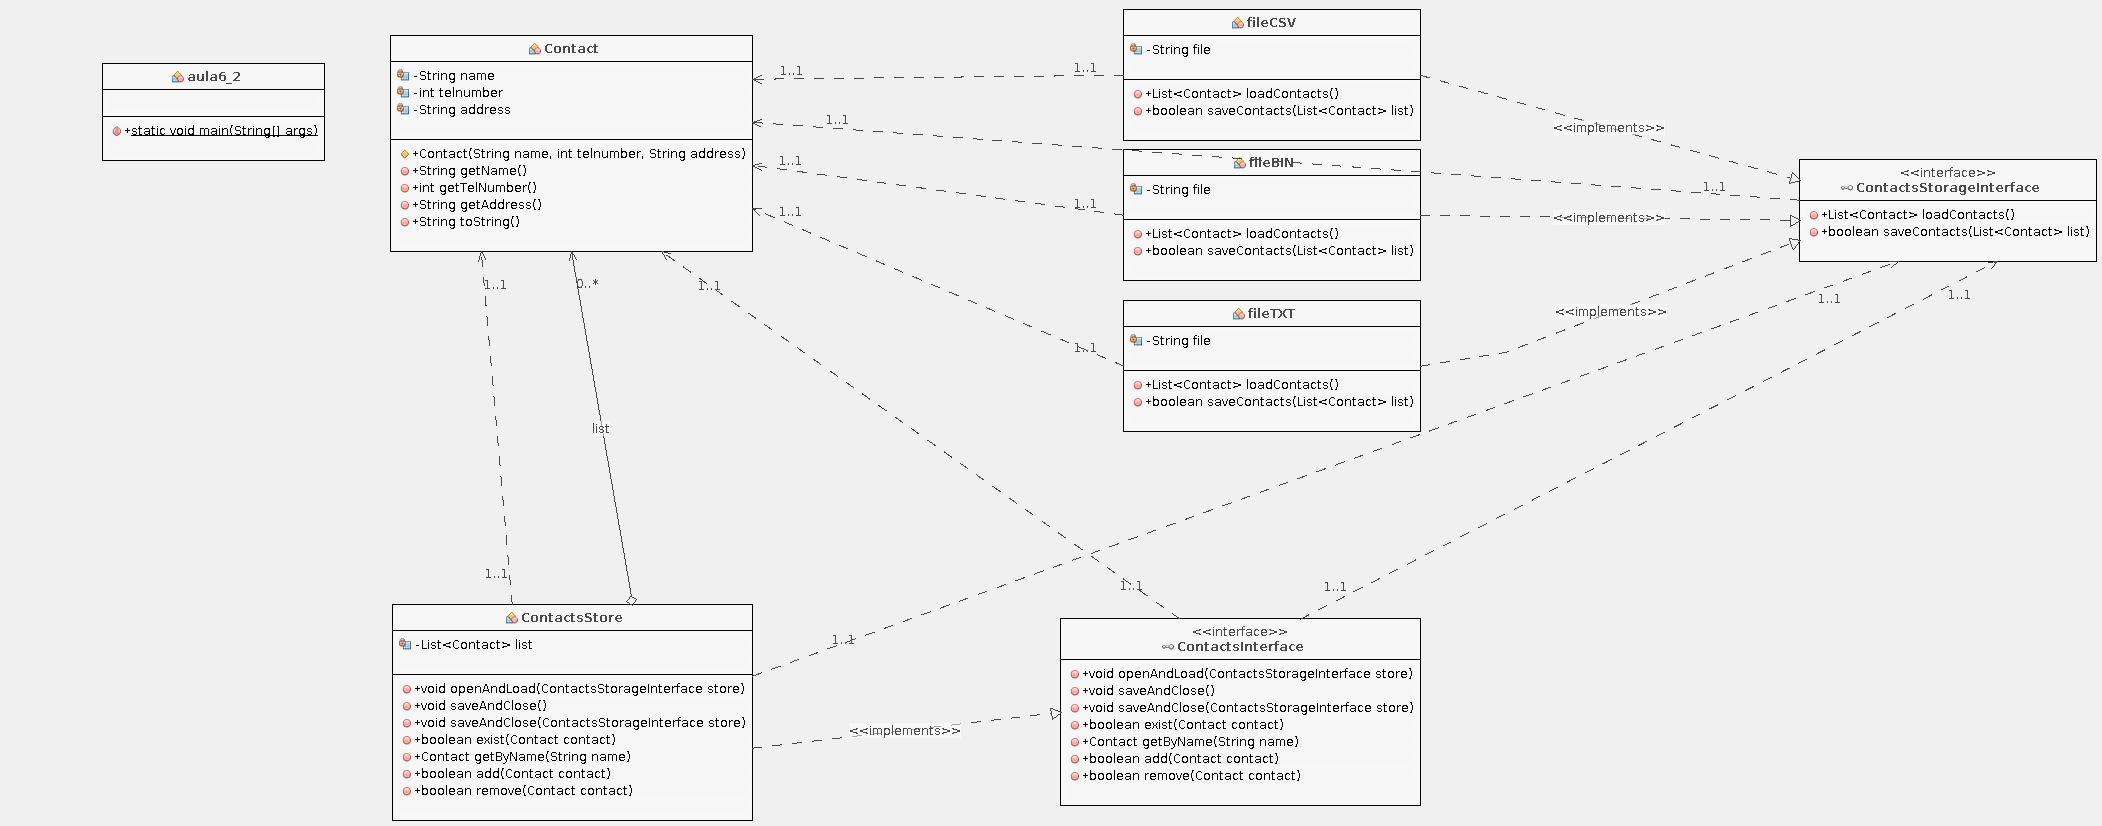 aula6_2
+static void main(String[] args)
Contact
-String name
-int telnumber
-String address
+Contact(String name, int telnumber, String address)
+String getName()
+int getTelNumber()
+String getAddress()
+String toString()
fileCSV
-String file
+List<Contact> loadContacts()
+boolean saveContacts(List<Contact> list)
fileBIN
-String file
+List<Contact> loadContacts()
+boolean saveContacts(List<Contact> list)
fileTXT
-String file
+List<Contact> loadContacts()
+boolean saveContacts(List<Contact> list)
<<interface>>
ContactsStorageInterface
+List<Contact> loadContacts()
+boolean saveContacts(List<Contact> list)
1..1
1..1
1..1
1..1
1..1
1..1
1..1
1..1
<<implements>>
<<implements>>
<<implements>>
1..1
0..*
1..1
1..1
1..1
list
1..1
1..1
1..1
1..1
<<implements>>
ContactsStore
-List<Contact> list
+void openAndLoad(ContactsStorageInterface store)
+void saveAndClose()
+void saveAndClose(ContactsStorageInterface store)
+boolean exist(Contact contact)
+Contact getByName(String name)
+boolean add(Contact contact)
+boolean remove(Contact contact)
<<interface>>
ContactsInterface
+void openAndLoad(ContactsStorageInterface store)
+void saveAndClose()
+void saveAndClose(ContactsStorageInterface store)
+boolean exist(Contact contact)
+Contact getByName(String name)
+boolean add(Contact contact)
+boolean remove(Contact contact)